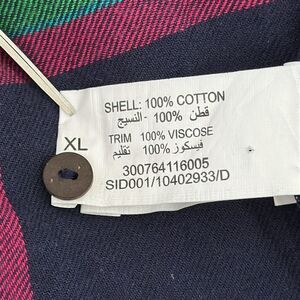 SHELL: 100% COTTON
قطن %100 - النسيج
XL
TRIM 100% VISCOSE
فيسكوز %100 تقليم
300764116005
SID001/10402933/D